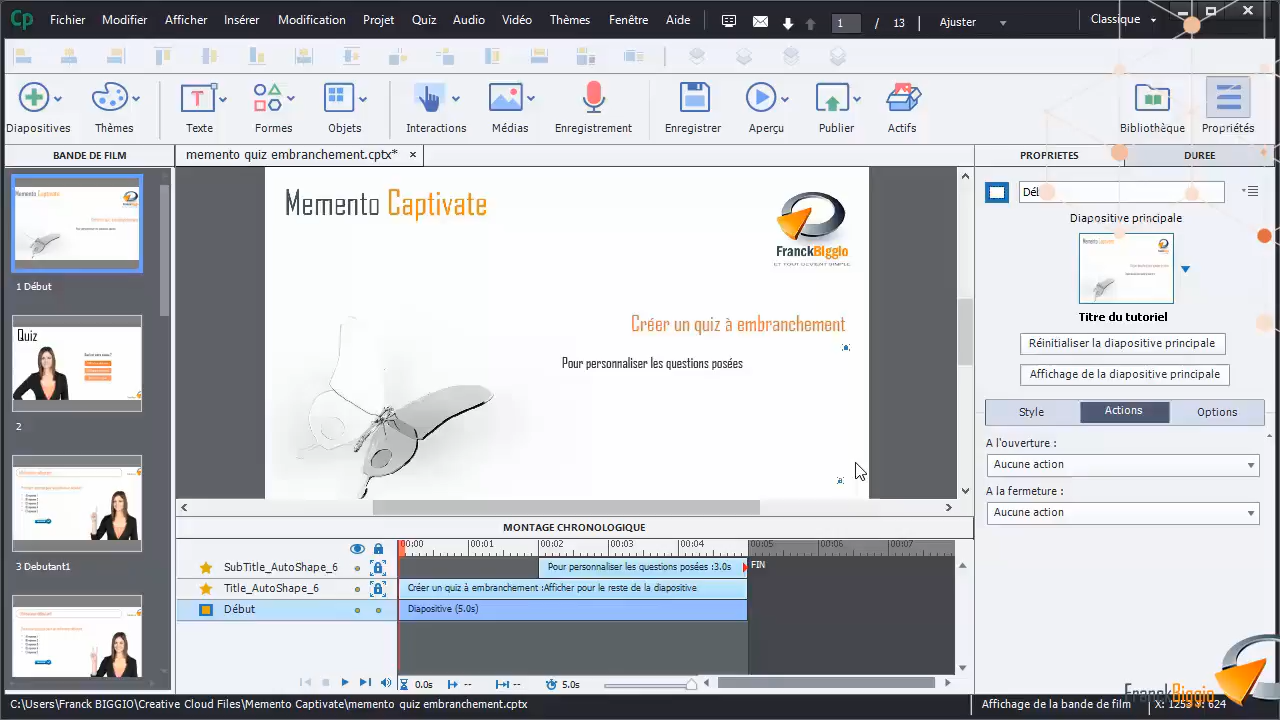 Cp Fichier Modifier Afficher Insérer Modification Projet Quiz Audio Vidéo Thèmes Fenêtre Aide 1 / 13 Ajuster Classique
Diapositives Thèmes Texte Formes Objets Interactions Médias Enregistrement Enregistrer Aperçu Publier Actifs Bibliothèque Propriétés
BANDE DE FILM
memento quiz embranchement.cptx*
PROPRIETES DUREE
1 Début
Quiz
2
3 Debutant1
Memento Captivate
FranckBiggio
ET TOUT DEVIENT SIMPLE
Créer un quiz à embranchement
Pour personnaliser les questions posées
Diapositive principale
Titre du tutoriel
Réinitialiser la diapositive principale
Affichage de la diapositive principale
Style Actions Options
A l'ouverture :
Aucune action
A la fermeture :
Aucune action
MONTAGE CHRONOLOGIQUE
00:00 00:01 00:02 00:03 00:04 00:05 00:06 00:07
SubTitle_AutoShape_6 Pour personnaliser les questions posées :3.0s FIN
Title_AutoShape_6 Créer un quiz à embranchement :Afficher pour le reste de la diapositive
Début Diapositive (5.0s)
0.0s -- -- 5.0s
C:\Users\Franck BIGGIO\Creative Cloud Files\Memento Captivate\memento quiz embranchement.cptx
Affichage de la bande de film
X: 1253 Y: 624
FranckBiggio